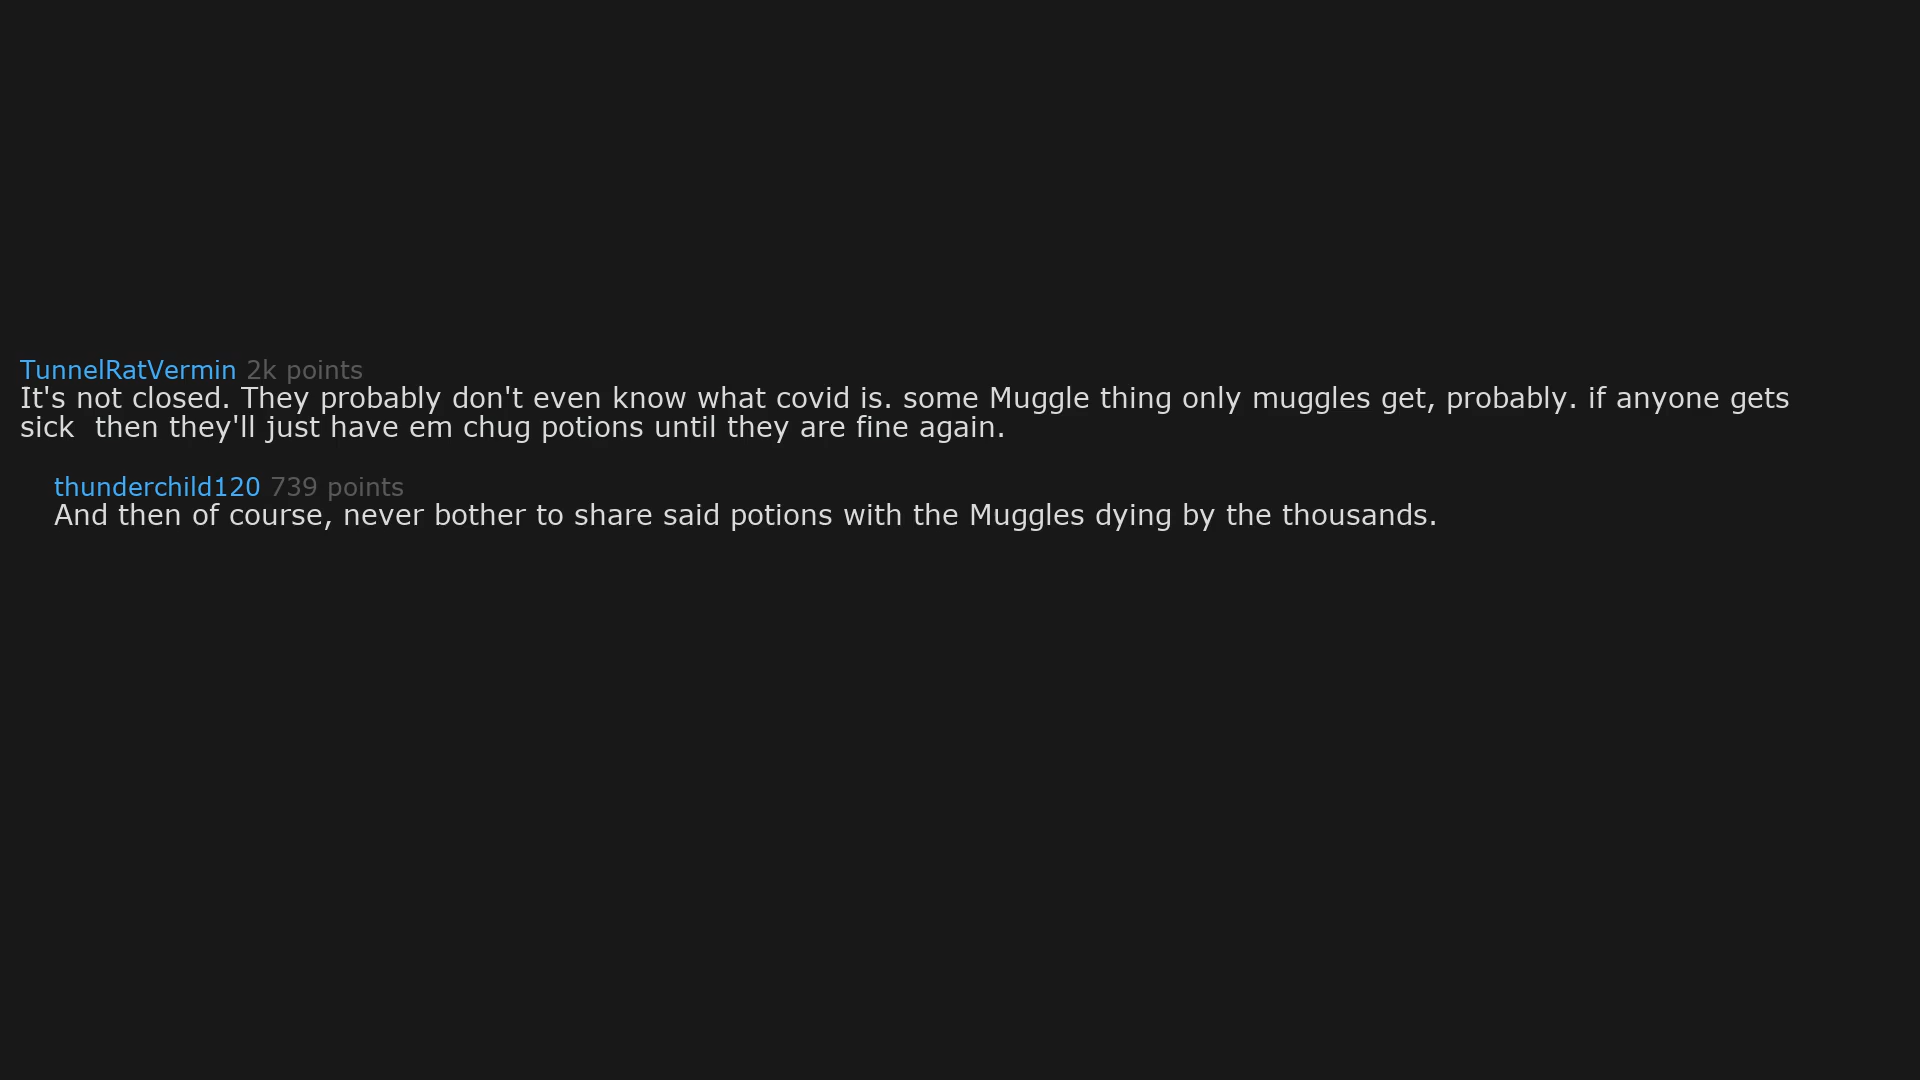 TunnelRatVermin 2k points
It's not closed. They probably don't even know what covid is. some Muggle thing only muggles get, probably. if anyone gets
sick  then they'll just have em chug potions until they are fine again.
thunderchild120 739 points
And then of course, never bother to share said potions with the Muggles dying by the thousands.